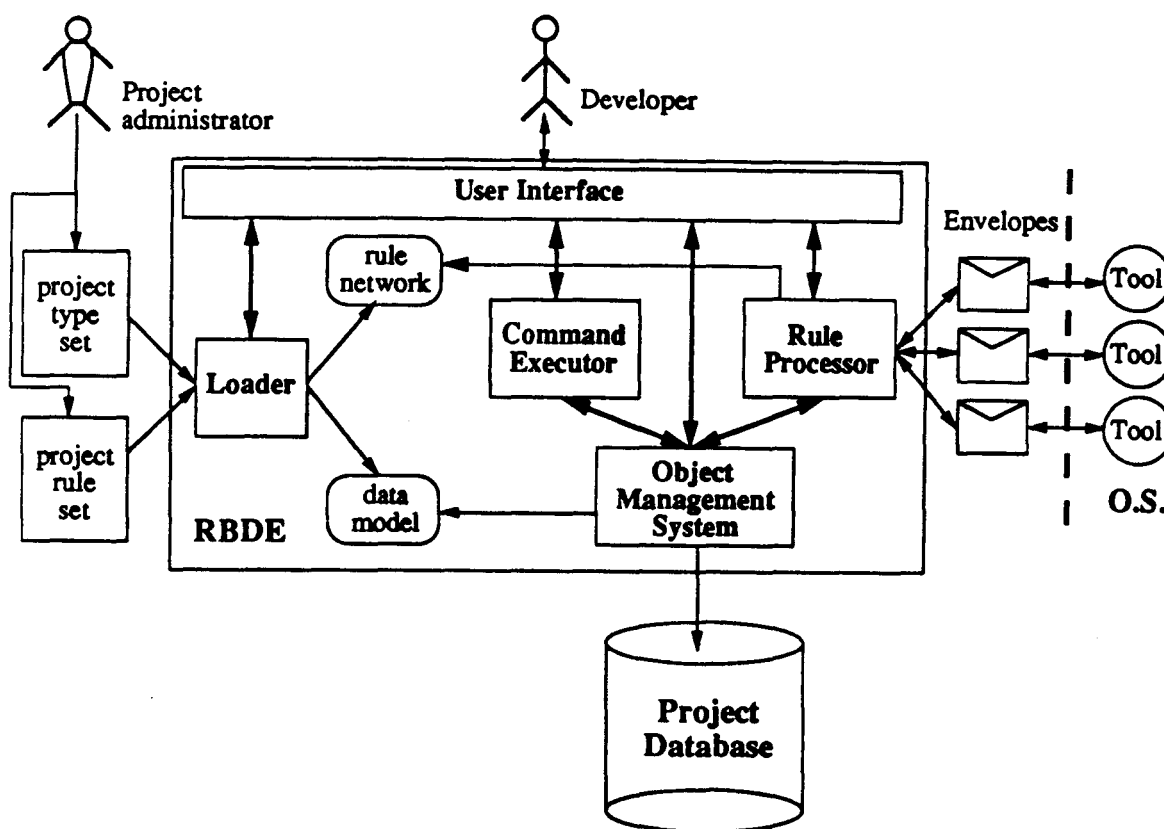 Project
administrator
Developer
User Interface
Envelopes
project
type
set
rule
network
Command
Executor
Rule
Processor
Tool
Tool
Tool
Loader
project
rule
set
data
model
Object
Management
System
RBDE
O.S.
Project
Database